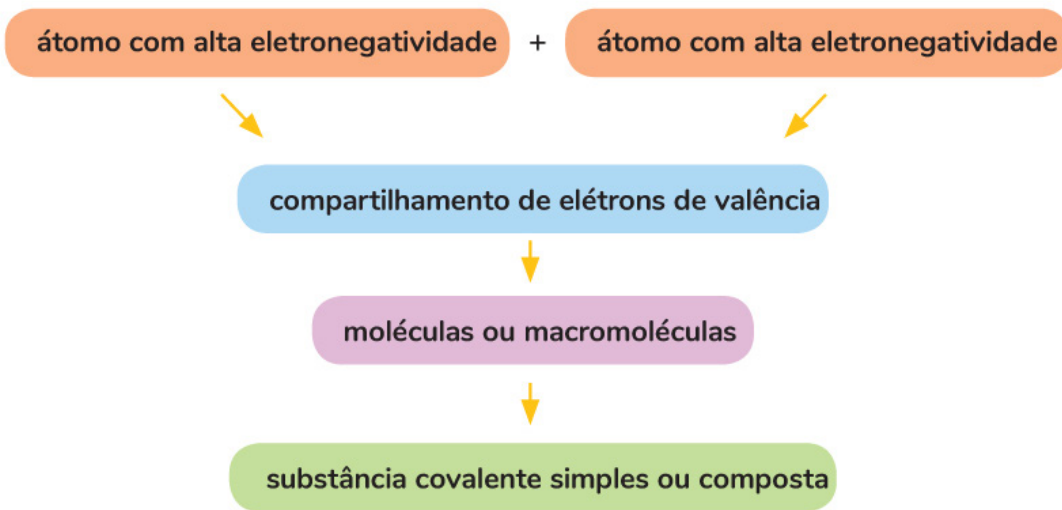 átomo com alta eletronegatividade + átomo com alta eletronegatividade
compartilhamento de elétrons de valência
moléculas ou macromoléculas
substância covalente simples ou composta